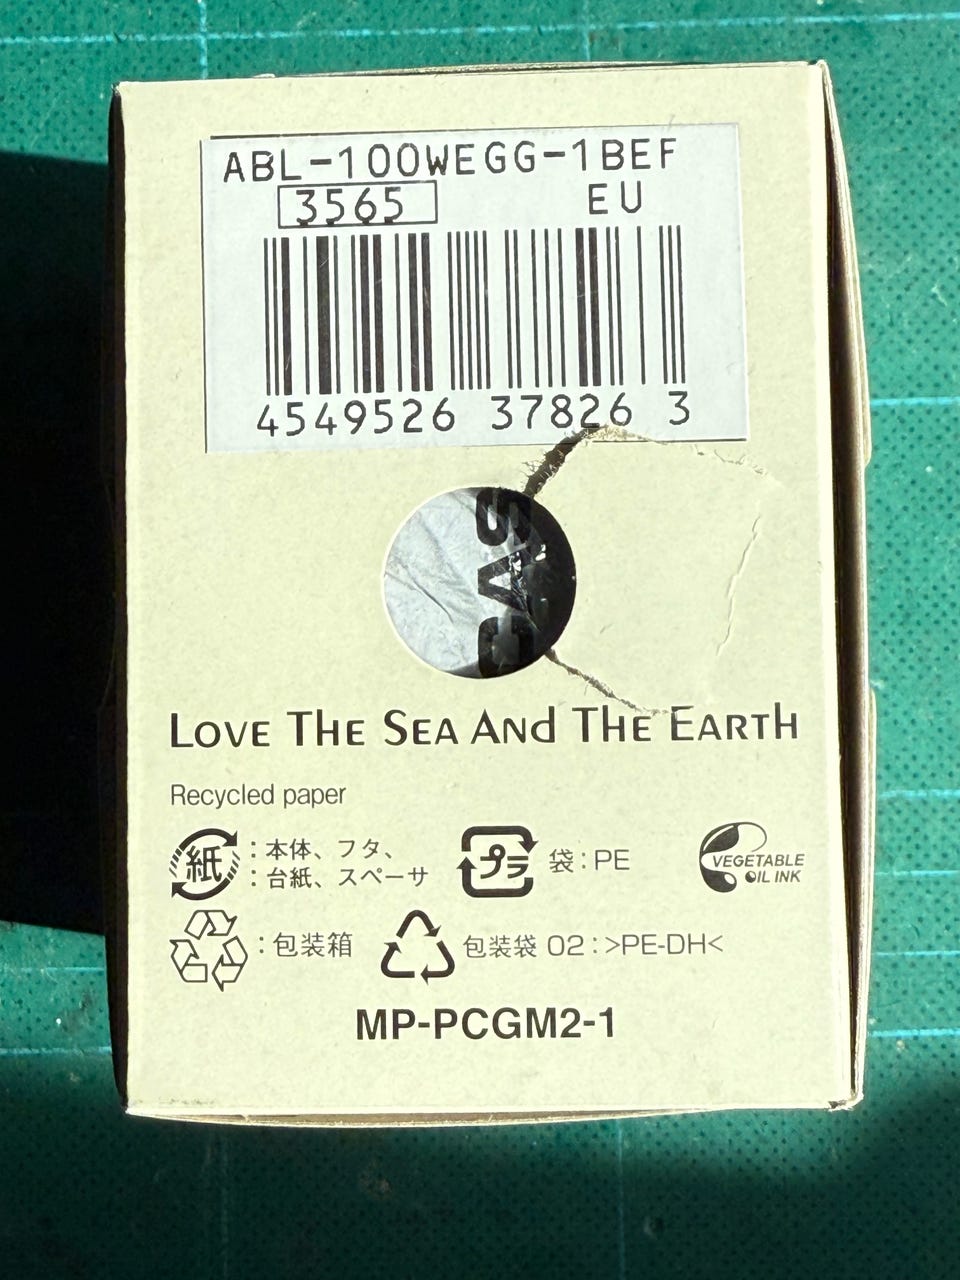 ABL-100WEGG-1BEF
3565 EU
4549526 37826 3
CAS
LOVE THE SEA AND THE EARTH
Recycled paper
紙 : 本体、フタ、
: 台紙、スペーサ
プラ 袋 : PE
VEGETABLE
OIL INK
: 包装箱
包装袋 02 : >PE-DH<
MP-PCGM2-1